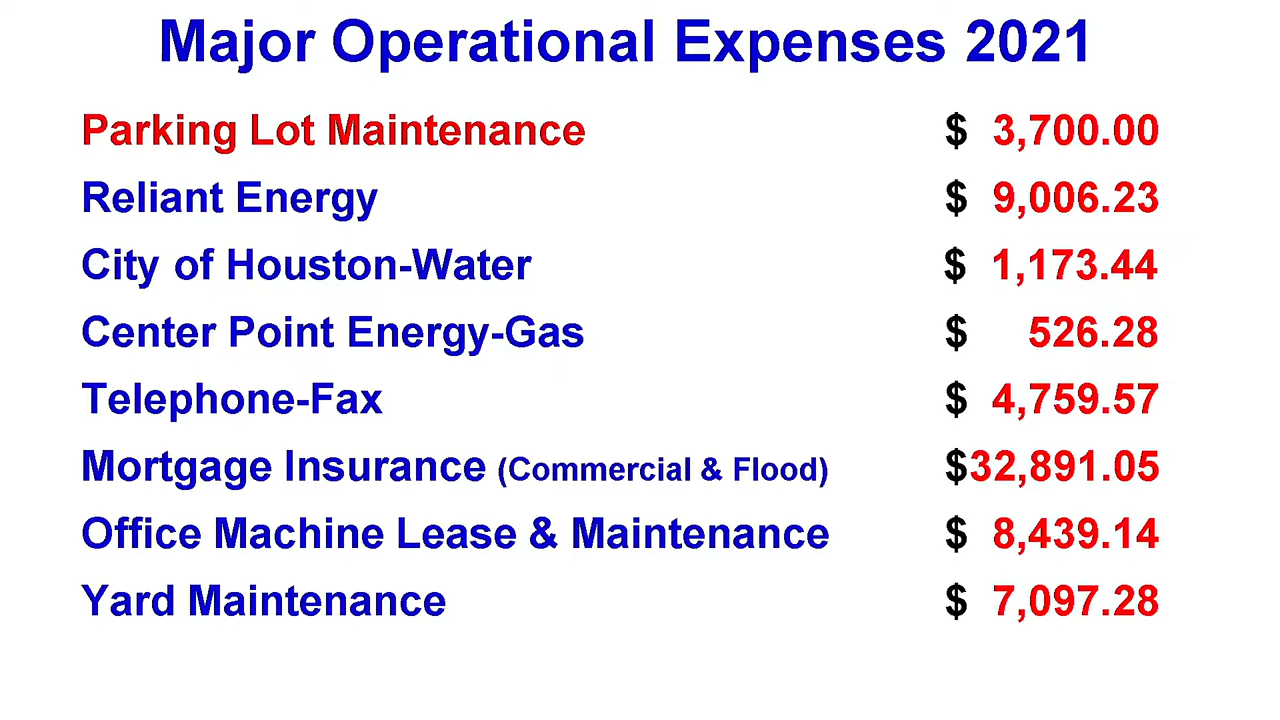 Major Operational Expenses 2021
Parking Lot Maintenance $ 3,700.00
Reliant Energy $ 9,006.23
City of Houston-Water $ 1,173.44
Center Point Energy-Gas $ 526.28
Telephone-Fax $ 4,759.57
Mortgage Insurance (Commercial & Flood) $32,891.05
Office Machine Lease & Maintenance $ 8,439.14
Yard Maintenance $ 7,097.28